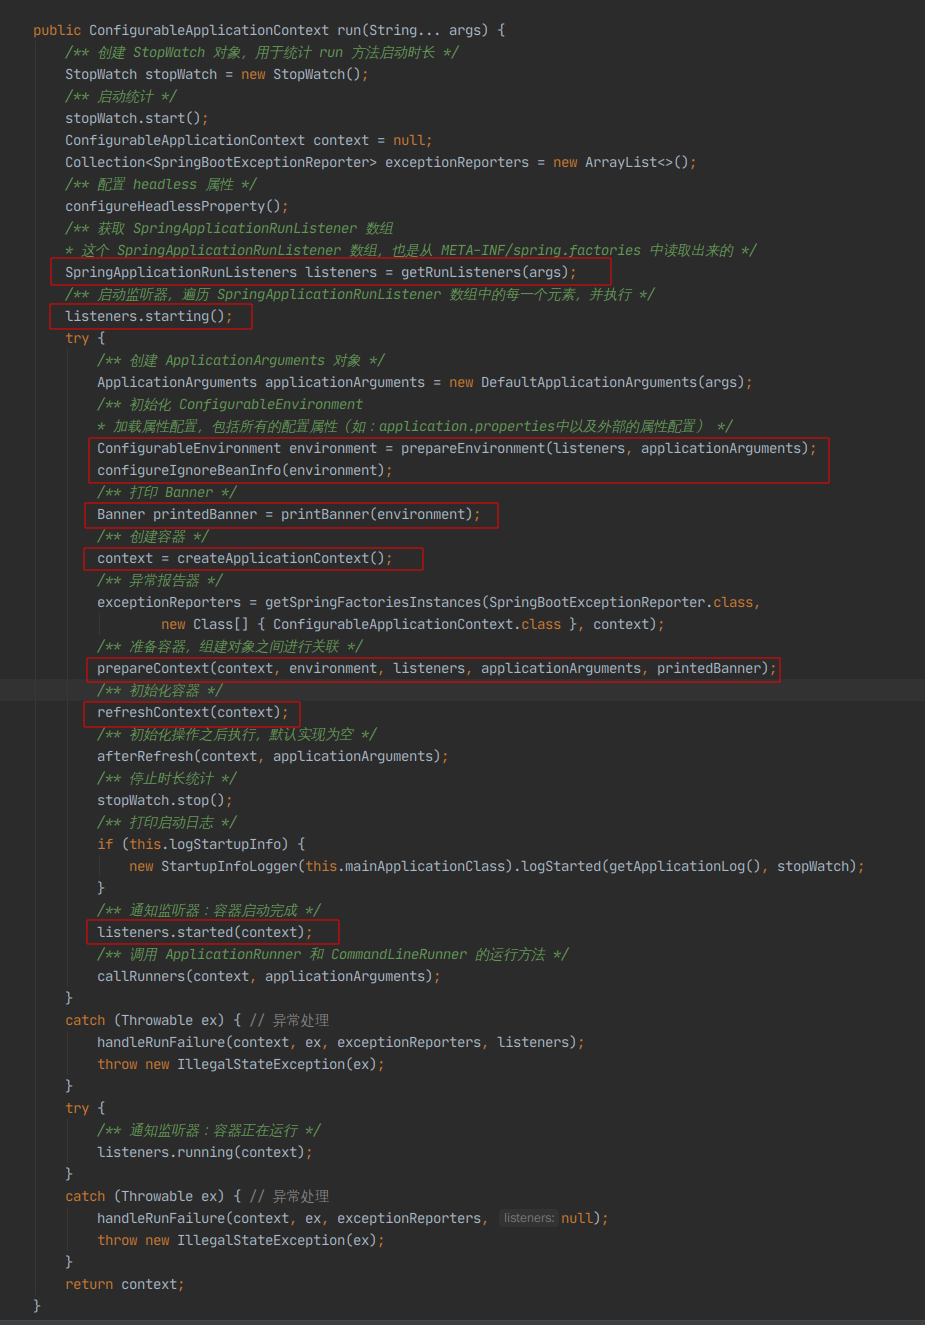 public ConfigurableApplicationContext run(String... args) {
/** 创建 StopWatch 对象，用于统计 run 方法启动时长 */
StopWatch stopWatch = new StopWatch();
/** 启动统计 */
stopWatch.start();
ConfigurableApplicationContext context = null;
Collection<SpringBootExceptionReporter> exceptionReporters = new ArrayList<>();
/** 配置 headless 属性 */
configureHeadlessProperty();
/** 获取 SpringApplicationRunListener 数组
* 这个 SpringApplicationRunListener 数组，也是从 META-INF/spring.factories 中读取出来的 */
SpringApplicationRunListeners listeners = getRunListeners(args);
/** 启动监听器，遍历 SpringApplicationRunListener 数组中的每一个元素，并执行 */
listeners.starting();
try {
/** 创建 ApplicationArguments 对象 */
ApplicationArguments applicationArguments = new DefaultApplicationArguments(args);
/** 初始化 ConfigurableEnvironment
* 加载属性配置，包括所有的配置属性（如：application.properties中以及外部的属性配置） */
ConfigurableEnvironment environment = prepareEnvironment(listeners, applicationArguments);
configureIgnoreBeanInfo(environment);
/** 打印 Banner */
Banner printedBanner = printBanner(environment);
/** 创建容器 */
context = createApplicationContext();
/** 异常报告器 */
exceptionReporters = getSpringFactoriesInstances(SpringBootExceptionReporter.class,
new Class[] { ConfigurableApplicationContext.class }, context);
/** 准备容器，组建对象之间进行关联 */
prepareContext(context, environment, listeners, applicationArguments, printedBanner);
/** 初始化容器 */
refreshContext(context);
/** 初始化操作之后执行，默认实现为空 */
afterRefresh(context, applicationArguments);
/** 停止时长统计 */
stopWatch.stop();
/** 打印启动日志 */
if (this.logStartupInfo) {
new StartupInfoLogger(this.mainApplicationClass).logStarted(getApplicationLog(), stopWatch);
}
/** 通知监听器：容器启动完成 */
listeners.started(context);
/** 调用 ApplicationRunner 和 CommandLineRunner 的运行方法 */
callRunners(context, applicationArguments);
}
catch (Throwable ex) { // 异常处理
handleRunFailure(context, ex, exceptionReporters, listeners);
throw new IllegalStateException(ex);
}
try {
/** 通知监听器：容器正在运行 */
listeners.running(context);
}
catch (Throwable ex) { // 异常处理
handleRunFailure(context, ex, exceptionReporters, listeners: null);
throw new IllegalStateException(ex);
}
return context;
}